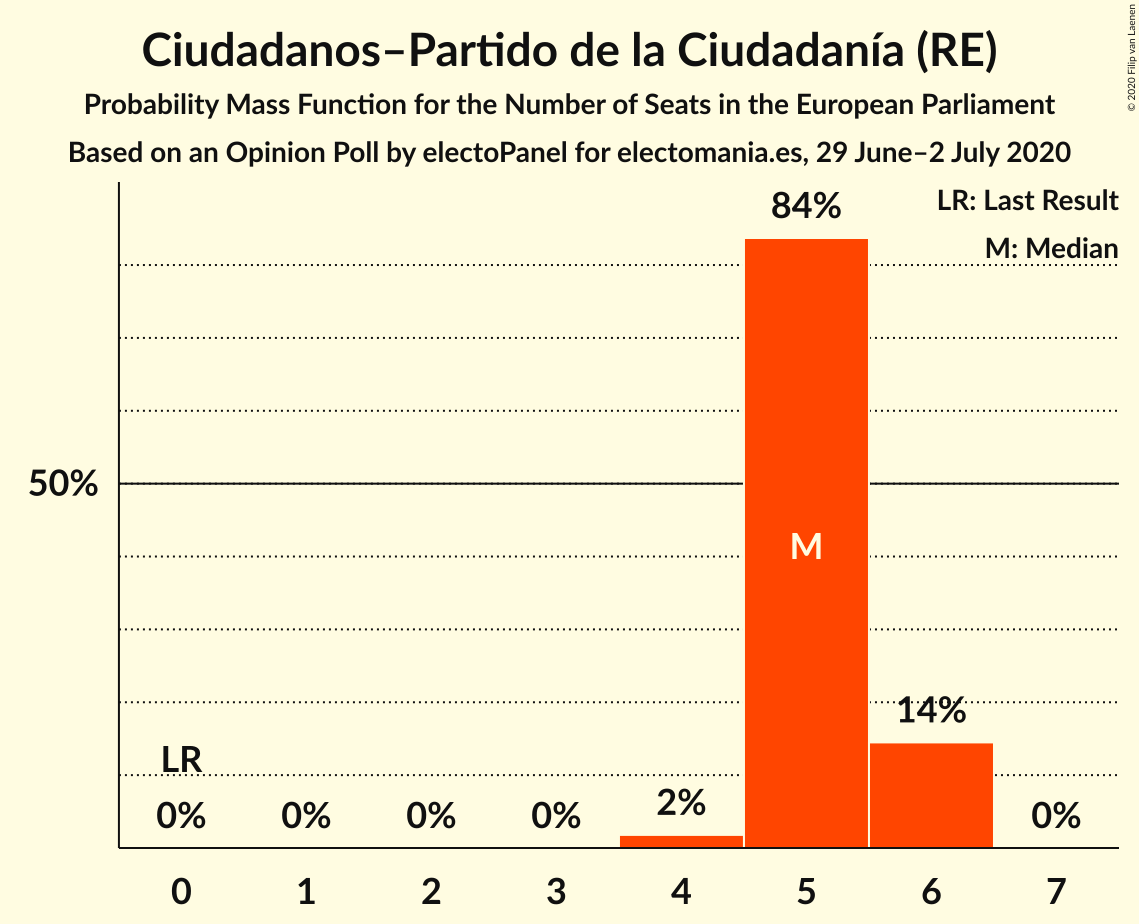 Ciudadanos–Partido de la Ciudadanía (RE)
Probability Mass Function for the Number of Seats in the European Parliament
Based on an Opinion Poll by electoPanel for electomania.es, 29 June–2 July 2020
© 2020 Filip van Laenen
LR: Last Result
M: Median
84%
50%
M
14%
LR
2%
0% 0% 0% 0% 0%
0 1 2 3 4 5 6 7